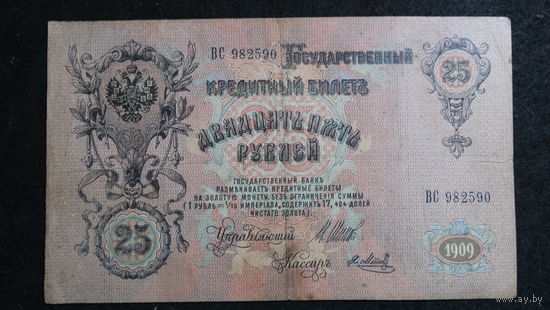 ВС 982590 ГОСУДАРСТВЕННЫЙ
25
КРЕДИТНЫЙ БИЛЕТЪ
ДВАДЦАТЬ ПЯТЬ
РУБЛЕЙ
ГОСУДАРСТВЕННЫЙ БАНКЪ
РАЗМѢНИВАЕТЪ КРЕДИТНЫЕ БИЛЕТЫ
НА ЗОЛОТУЮ МОНЕТУ БЕЗЪ ОГРАНИЧЕНІЯ СУММЫ
(1 РУБЛЬ = 1/15 ИМПЕРІАЛА, СОДЕРЖИТЪ 17,424 ДОЛЕЙ
ЧИСТАГО ЗОЛОТА)
ВС 982590
25
Управляющій
1909
Кассиръ
www.ay.by